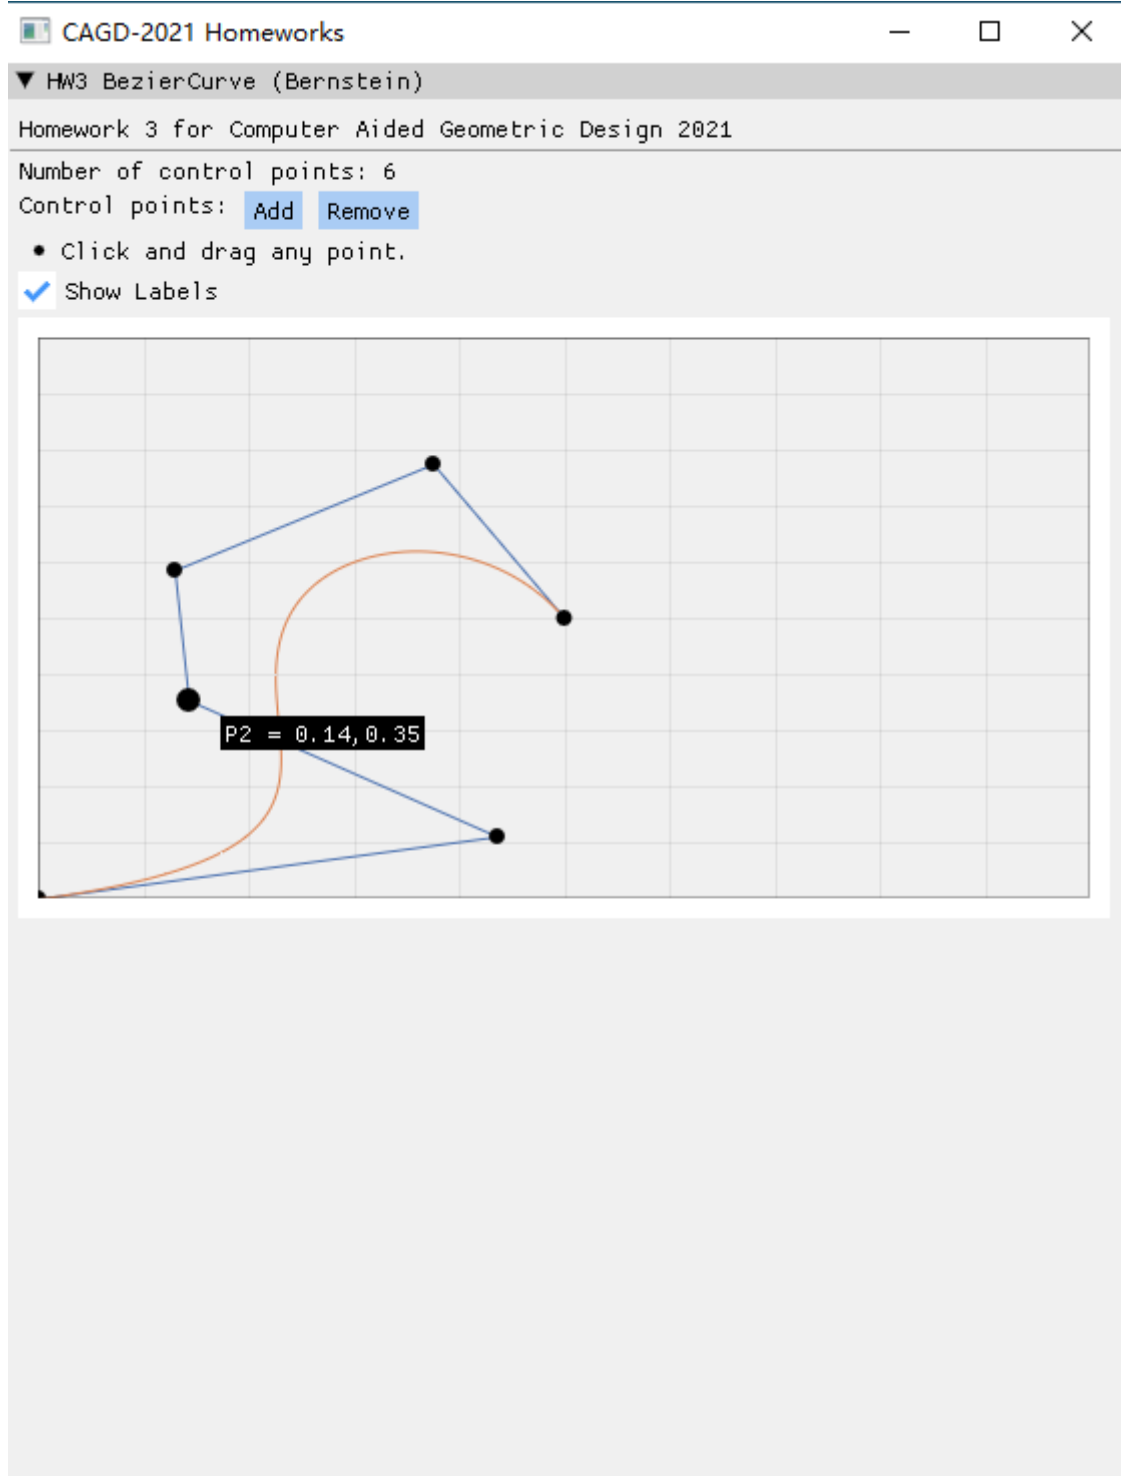 CAGD-2021 Homeworks
HW3 BezierCurve (Bernstein)
Homework 3 for Computer Aided Geometric Design 2021
Number of control points: 6
Control points: Add Remove
Click and drag any point.
Show Labels
P2 = 0.14,0.35